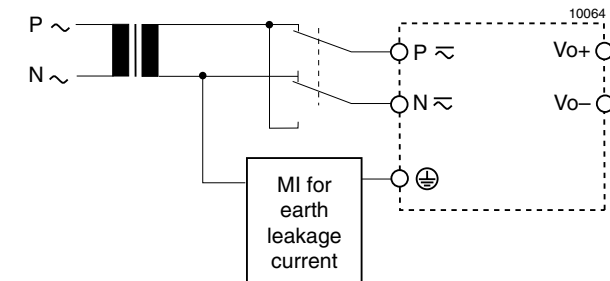 10064
P ∼
P ⎓∼
Vo+
N ∼
N ⎓∼
Vo–
MI for
earth
leakage
current